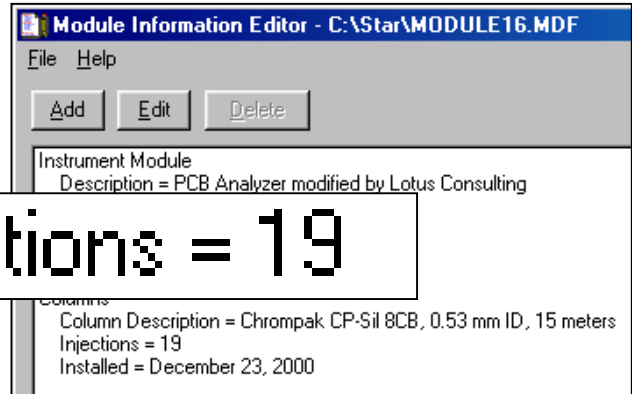 Module Information Editor - C:\Star\MODULE16.MDF
File Help
Add Edit Delete
Instrument Module
Description = PCB Analyzer modified by Lotus Consulting
tions = 19
Columns
Column Description = Chrompak CP-Sil 8CB, 0.53 mm ID, 15 meters
Injections = 19
Installed = December 23, 2000